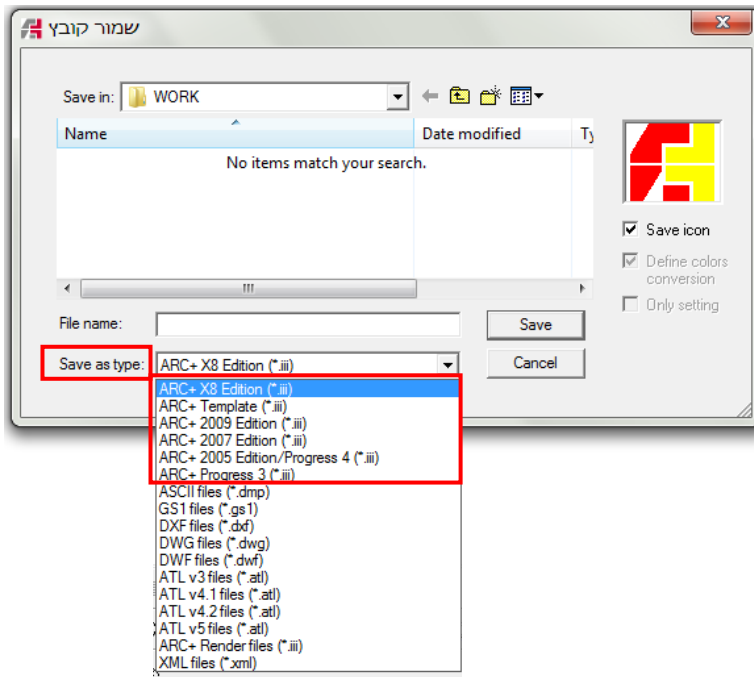 שמור קובץ
Save in: WORK
Name Date modified Ty
No items match your search.
Save icon
Define colors
conversion
Only setting
File name: Save
Save as type: ARC+ X8 Edition (*.iii) Cancel
ARC+ X8 Edition (*.iii)
ARC+ Template (*.iii)
ARC+ 2009 Edition (*.iii)
ARC+ 2007 Edition (*.iii)
ARC+ 2005 Edition/Progress 4 (*.iii)
ARC+ Progress 3 (*.iii)
ASCII files (*.dmp)
GS1 files (*.gs1)
DXF files (*.dxf)
DWG files (*.dwg)
DWF files (*.dwf)
ATL v3 files (*.atl)
ATL v4.1 files (*.atl)
ATL v4.2 files (*.atl)
ATL v5 files (*.atl)
ARC+ Render files (*.iii)
XML files (*.xml)